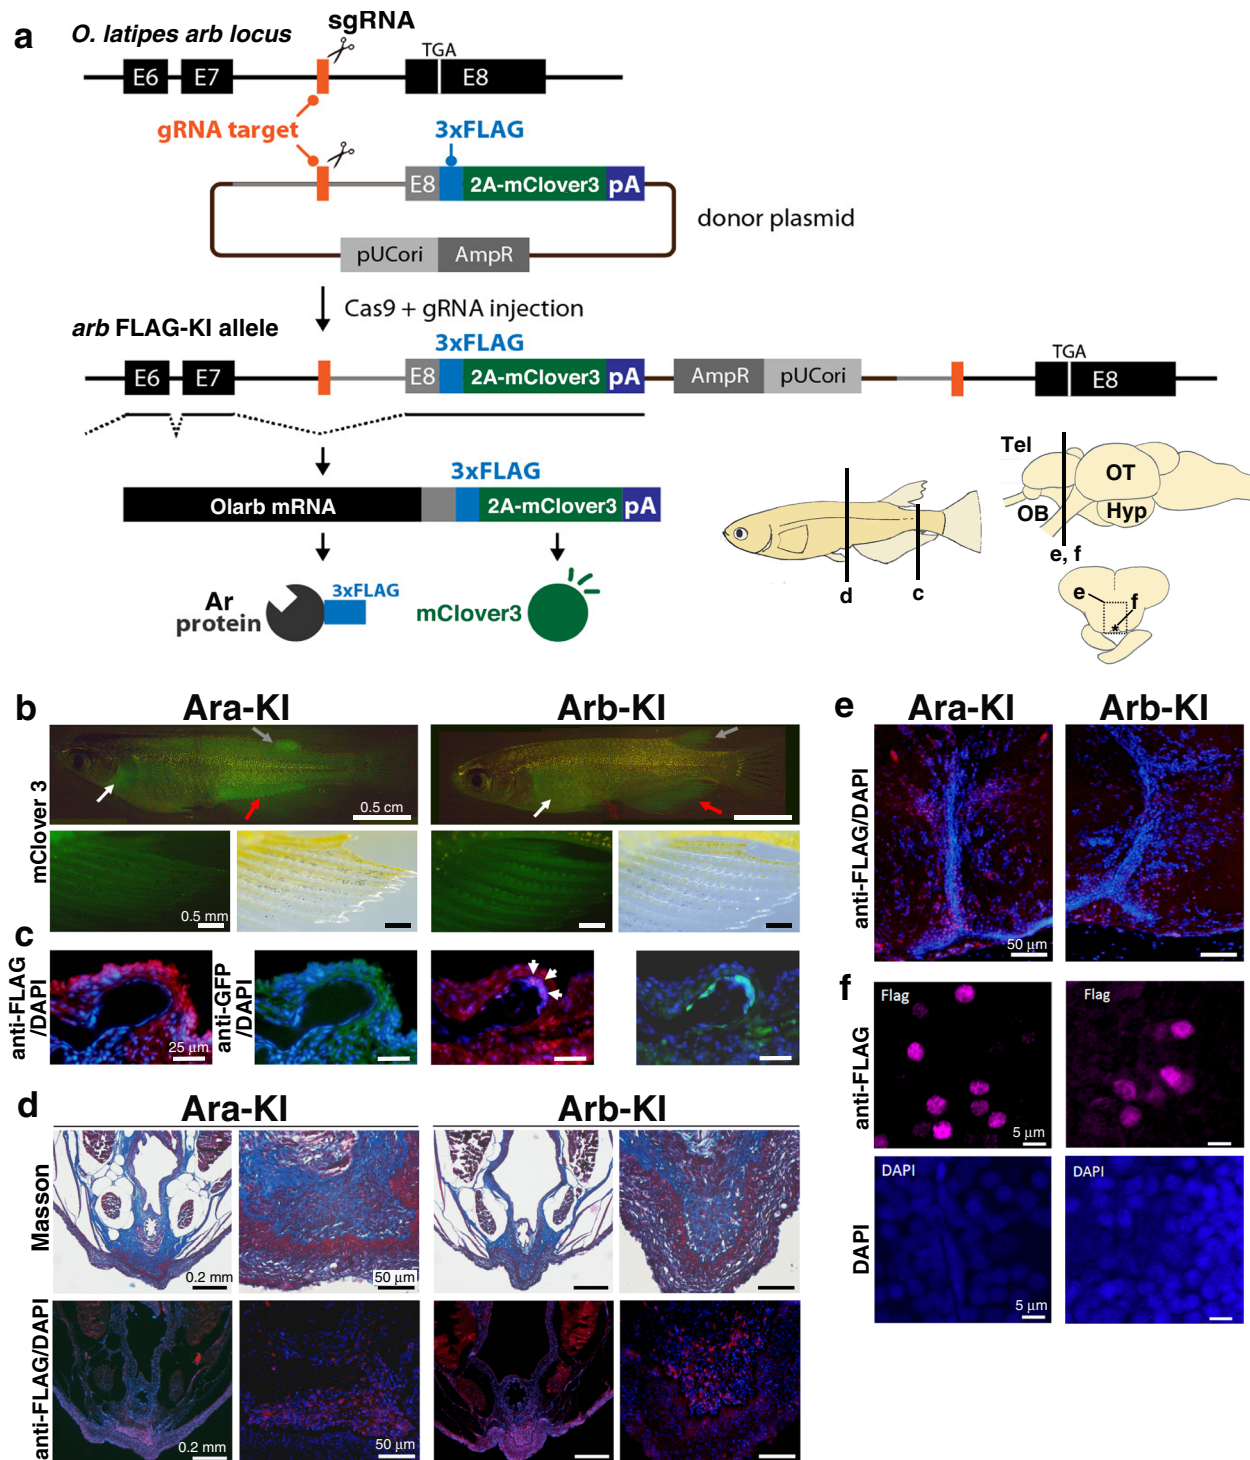 a
O. latipes arb locus
sgRNA
TGA
E6
E7
E8
gRNA target
3xFLAG
E8
2A-mClover3
pA
donor plasmid
pUCori
AmpR
Cas9 + gRNA injection
arb FLAG-KI allele
3xFLAG
TGA
E6
E7
E8
2A-mClover3
pA
AmpR
pUCori
E8
3xFLAG
Olarb mRNA
2A-mClover3
pA
Ar
protein
3xFLAG
mClover3
d
c
Tel
OT
OB
Hyp
e, f
e
f
*
b
Ara-KI
Arb-KI
mClover 3
0.5 cm
0.5 mm
c
anti-FLAG
/DAPI
25 μm
anti-GFP
/DAPI
d
Ara-KI
Arb-KI
Masson
0.2 mm
50 μm
anti-FLAG/DAPI
0.2 mm
50 μm
e
Ara-KI
Arb-KI
anti-FLAG/DAPI
50 μm
f
anti-FLAG
Flag
5 μm
Flag
DAPI
DAPI
5 μm
DAPI